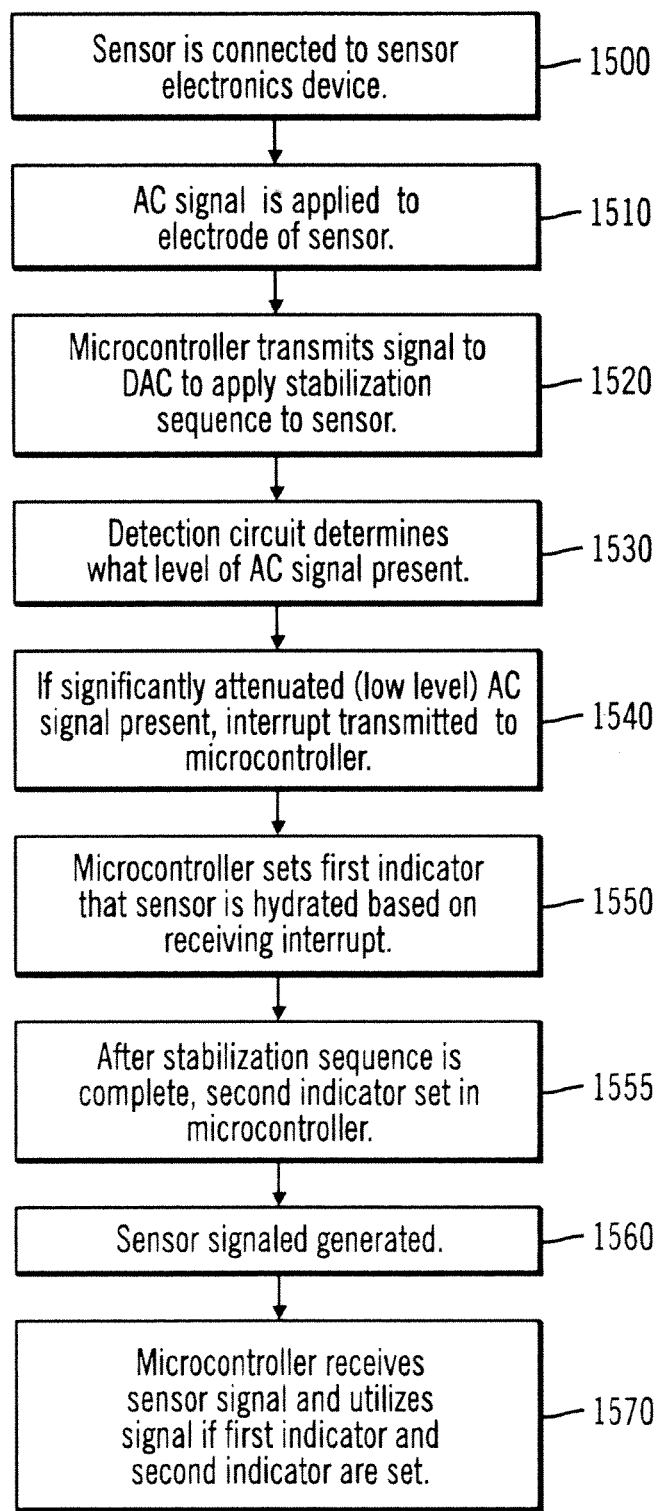 Sensor is connected to sensor
electronics device.
1500
AC signal is applied to
electrode of sensor.
1510
Microcontroller transmits signal to
DAC to apply stabilization
sequence to sensor.
1520
Detection circuit determines
what level of AC signal present.
1530
If significantly attenuated (low level) AC
signal present, interrupt transmitted to
microcontroller.
1540
Microcontroller sets first indicator
that sensor is hydrated based on
receiving interrupt.
1550
After stabilization sequence is
complete, second indicator set in
microcontroller.
1555
Sensor signaled generated.
1560
Microcontroller receives
sensor signal and utilizes
signal if first indicator and
second indicator are set.
1570